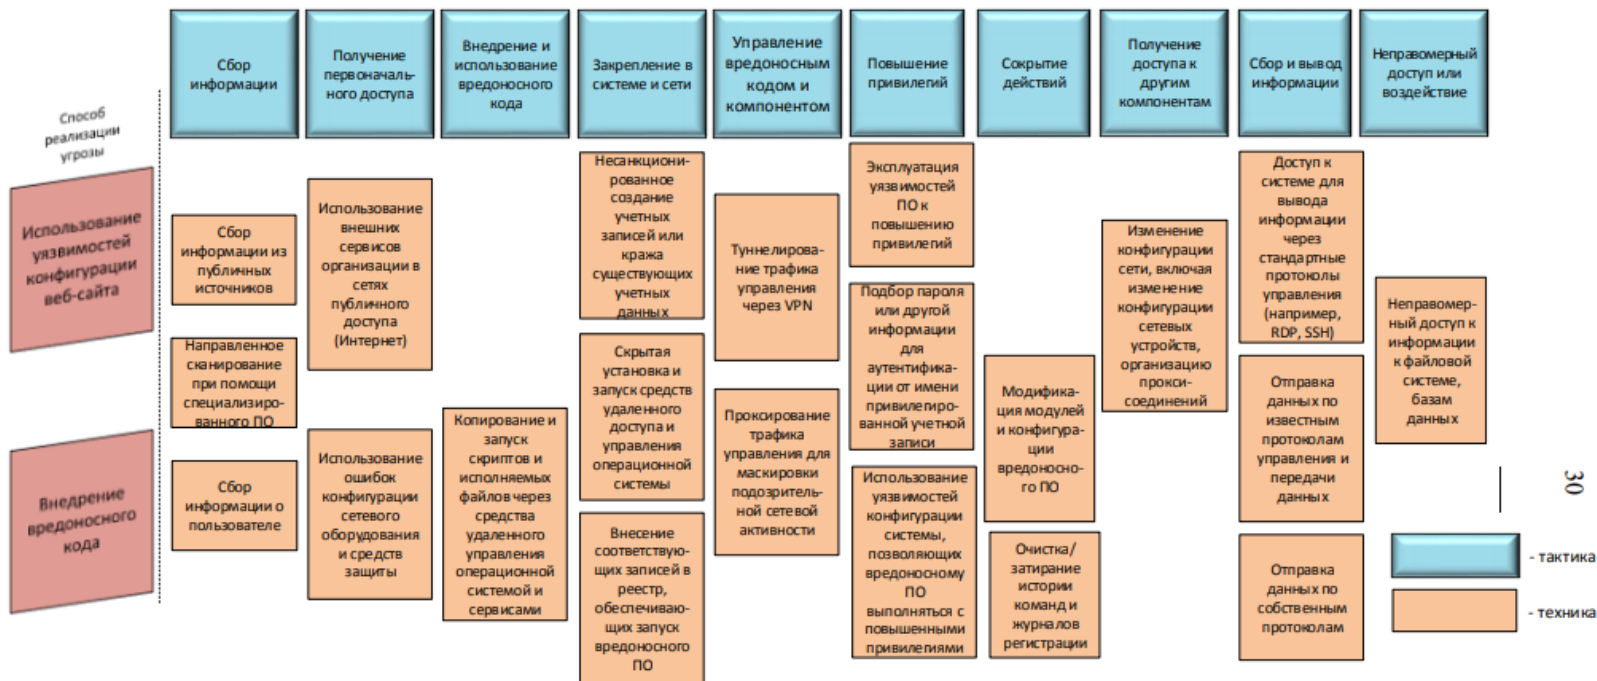 Сбор
информации
Получение
первоначаль-
ного доступа
Внедрение и
использование
вредоносного
кода
Закрепление в
системе и сети
Управление
вредоносным
кодом и
компонентом
Повышение
привилегий
Сокрытие
действий
Получение
доступа к
другим
компонентам
Сбор и вывод
информации
Неправомерный
доступ или
воздействие
Способ
реализации
угрозы
Использование
уязвимостей
конфигурации
веб-сайта
Внедрение
вредоносного
кода
Сбор
информации из
публичных
источников
Направленное
сканирование
при помощи
специализиро-
ванного ПО
Сбор
информации о
пользователе
Использование
внешних
сервисов
организации в
сетях
публичного
доступа
(Интернет)
Использование
ошибок
конфигурации
сетевого
оборудования
и средств
защиты
Копирование и
запуск
скриптов и
исполняемых
файлов через
средства
удаленного
управления
операционной
системой и
сервисами
Несанкциони-
рованное
создание
учетных
записей или
кража
существующих
учетных
данных
Скрытая
установка и
запуск средств
удаленного
доступа и
управления
операционной
системы
Внесение
соответствую-
щих записей в
реестр,
обеспечиваю-
щих запуск
вредоносного
ПО
Туннелирова-
ние трафика
управления
через VPN
Проксирование
трафика
управления для
маскировки
подозритель-
ной сетевой
активности
Эксплуатация
уязвимостей
ПО к
повышению
привилегий
Подбор пароля
или другой
информации
для
аутентифика-
ции от имени
привилегиро-
ванной учетной
записи
Использование
уязвимостей
конфигурации
системы,
позволяющих
вредоносному
ПО
выполняться с
повышенными
привилегиями
Модифика-
ция модулей
и конфигура-
ции
вредоносно-
го ПО
Очистка/
затирание
истории
команд и
журналов
регистрации
Изменение
конфигурации
сети, включая
изменение
конфигурации
сетевых
устройств,
организацию
прокси-
соединений
Доступ к
системе для
вывода
информации
через
стандартные
протоколы
управления
(например,
RDP, SSH)
Отправка
данных по
известным
протоколам
управления и
передачи
данных
Отправка
данных по
собственным
протоколам
Неправомер-
ный доступ к
информации
к файловой
системе,
базам
данных
30
- тактика
- техника